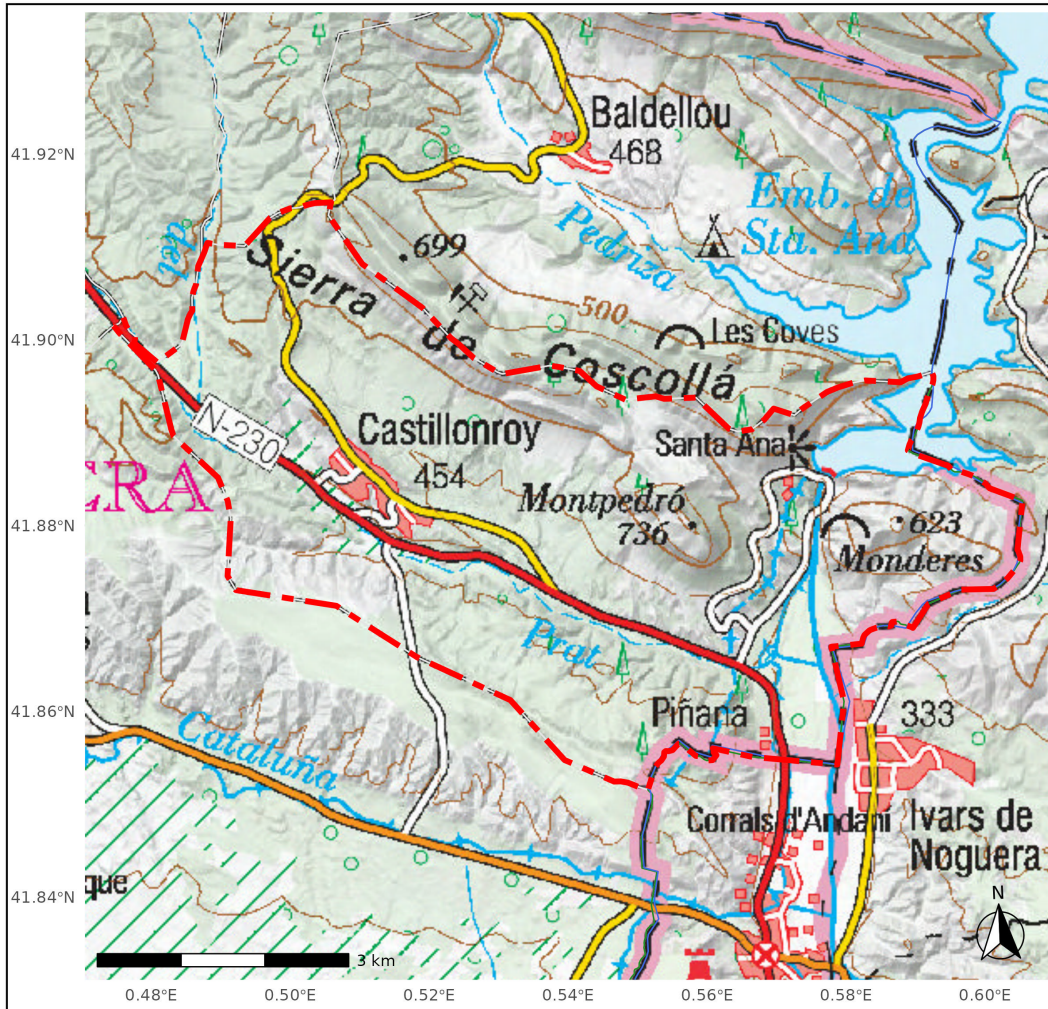 Baldellou
468
41.92°N
Emb. de
Sta. Ana
Pedriza
del
699
Sierra de Coscollá
500
Les Coves
41.90°N
N-230
Castillonroy
454
Santa Ana
ERA
Montpedró
736
623
Monderes
41.88°N
Prat
Piñana
333
41.86°N
Cataluña
Corrals d'Andaní
Ivars de
Noguera
41.84°N
que
N
3 km
0.48°E 0.50°E 0.52°E 0.54°E 0.56°E 0.58°E 0.60°E